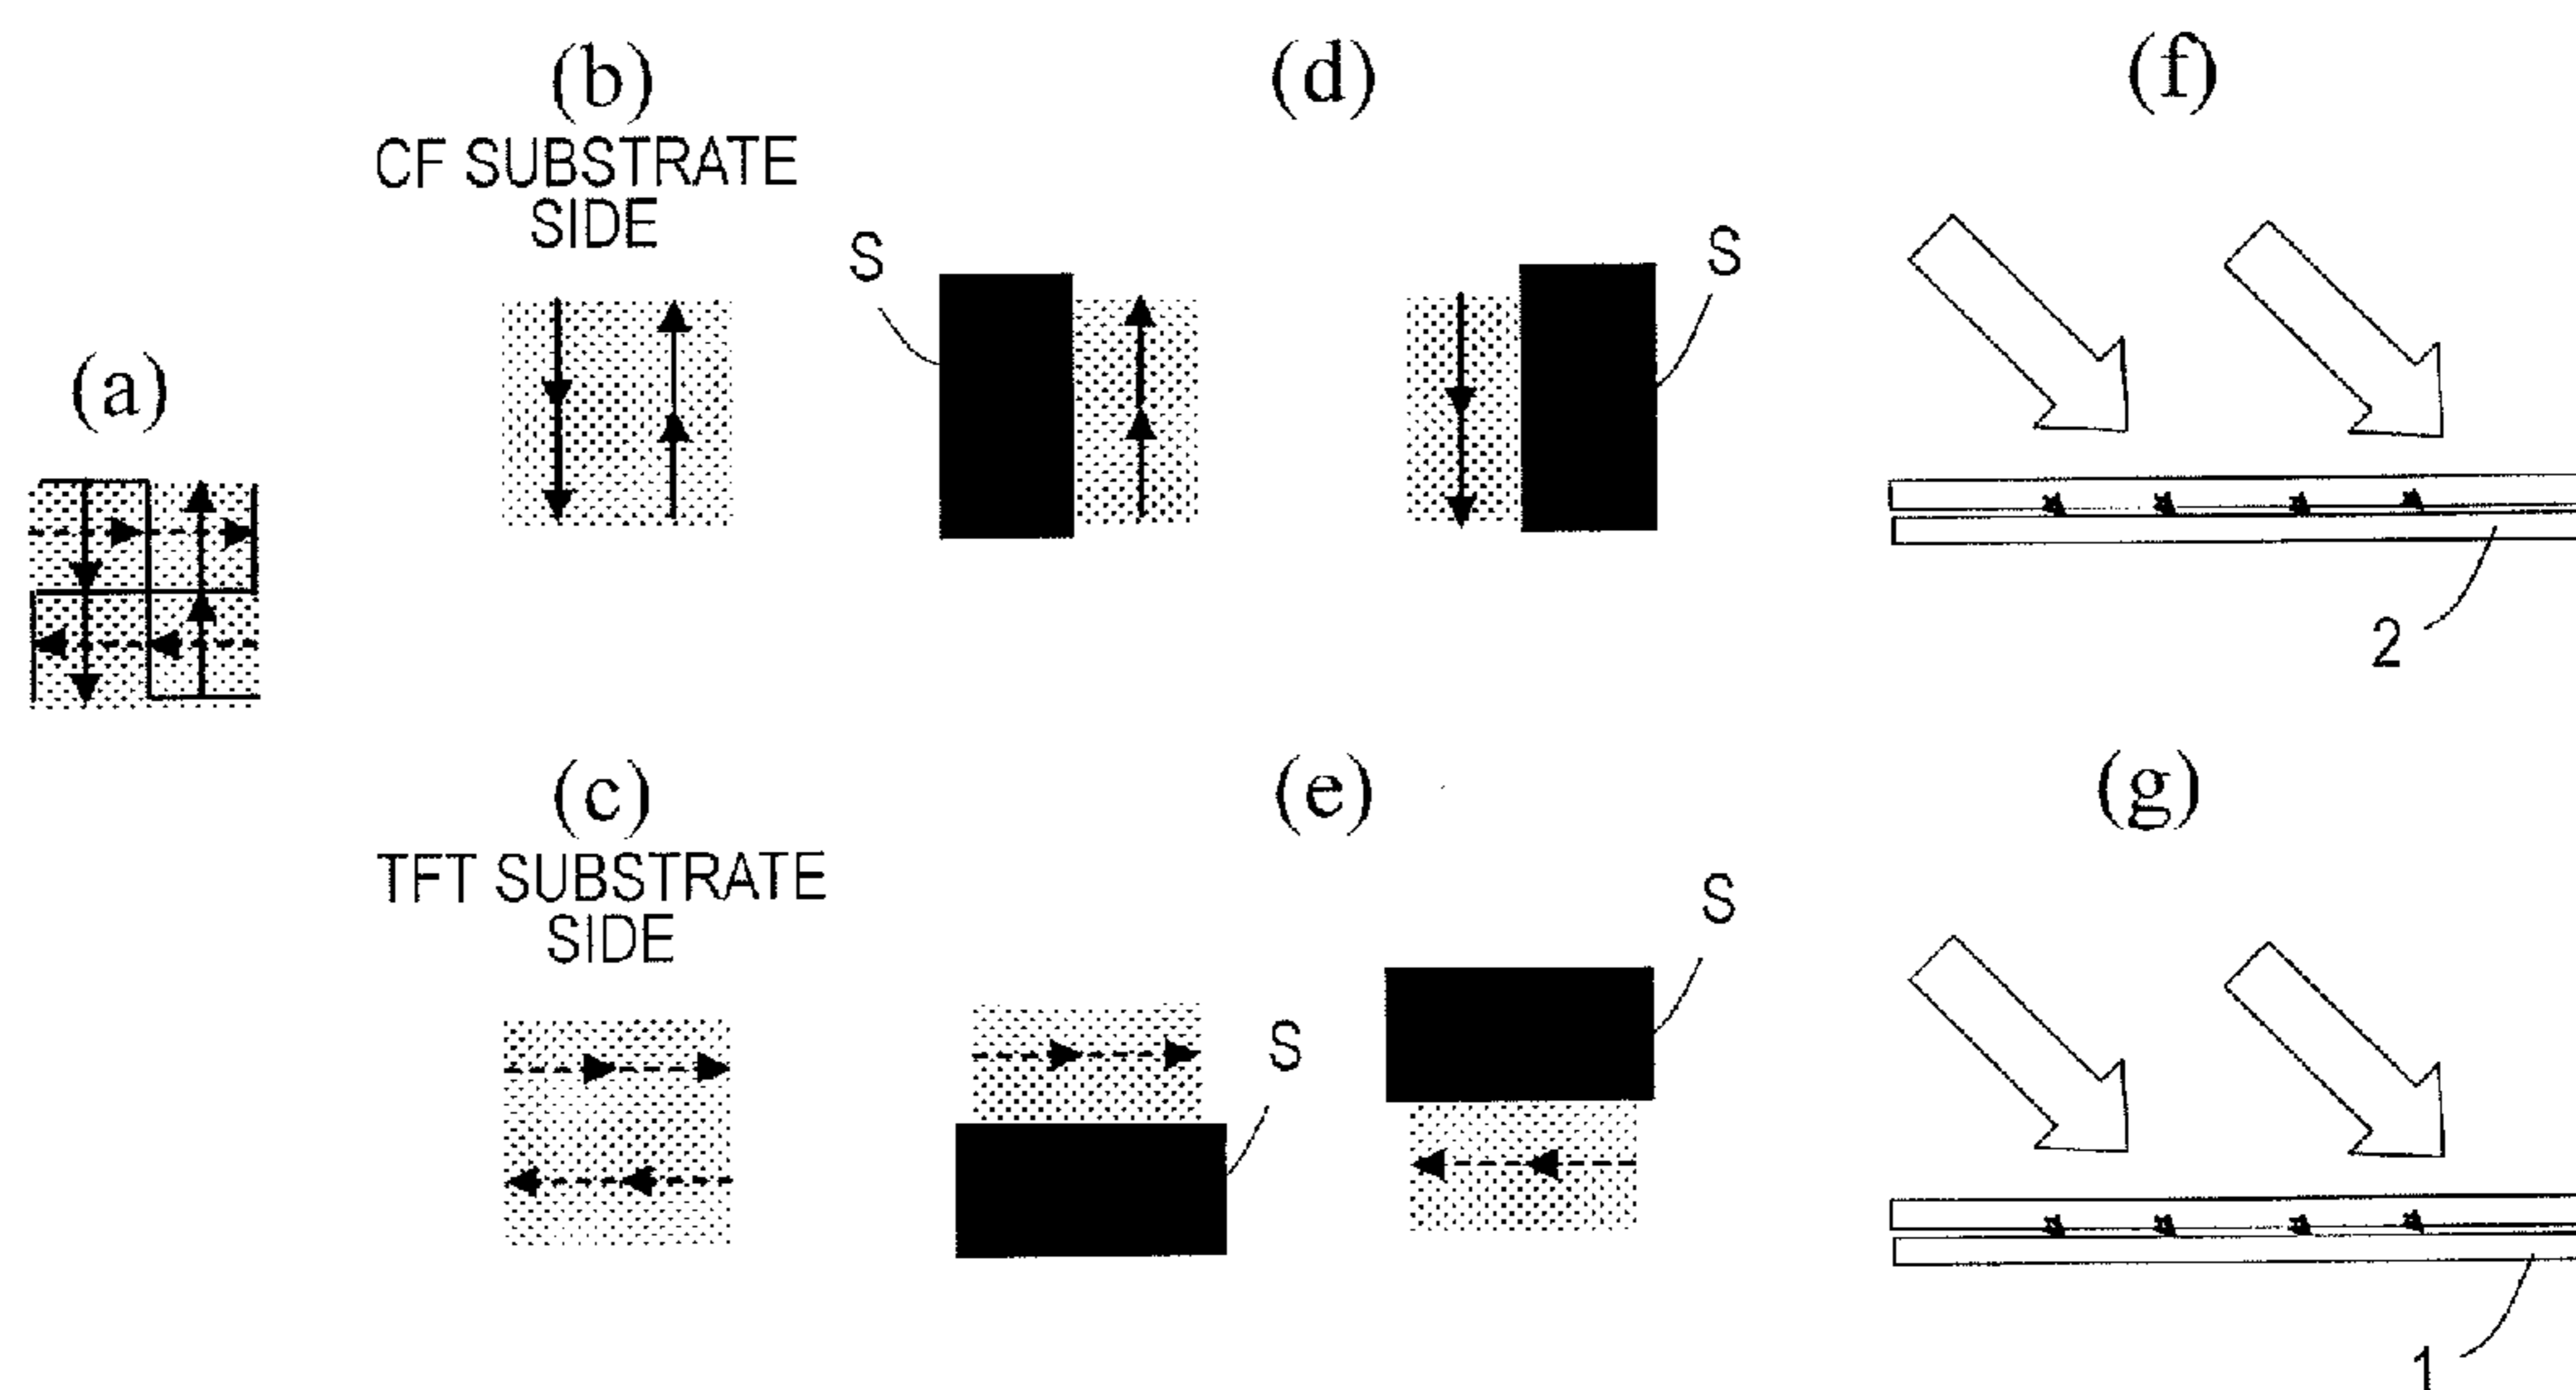 (a)
(b)
CF SUBSTRATE
SIDE
(c)
TFT SUBSTRATE
SIDE
(d)
S
S
(e)
S
S
(f)
2
(g)
1